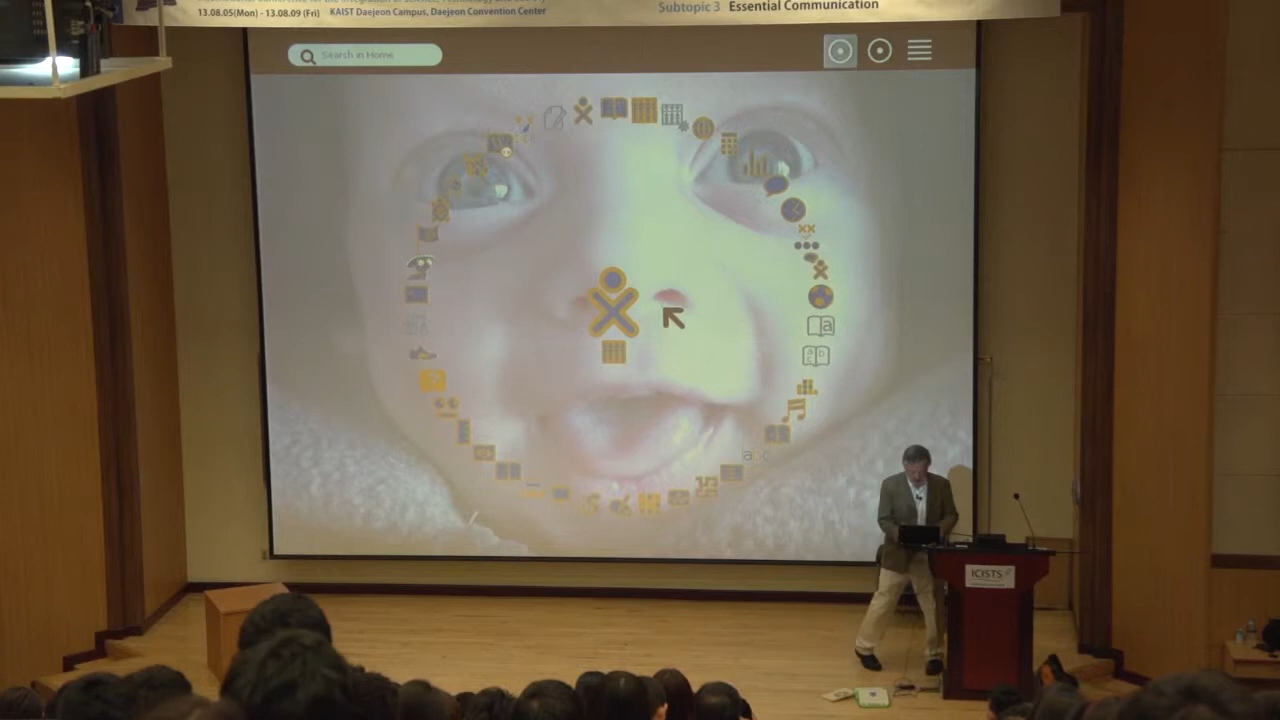 13.08.05(Mon) - 13.08.09 (Fri) KAIST Daejeon Campus, Daejeon Convention Center
Subtopic 3 Essential Communication
Search in Home
a
a b
c
abc
ICISTS